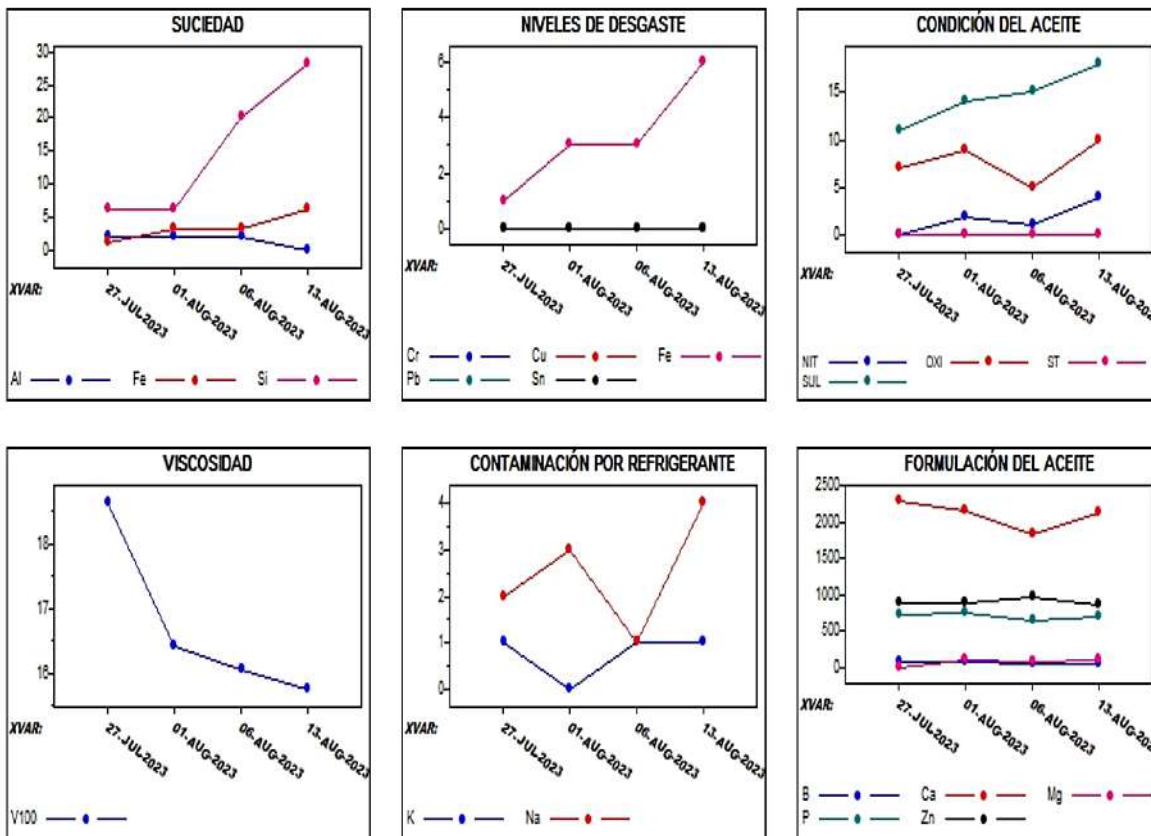 SUCIEDAD
30
25
20
15
10
5
0
XVAR:
27-JUL-2023
01-AUG-2023
06-AUG-2023
13-AUG-2023
Al Fe Si
NIVELES DE DESGASTE
6
4
2
0
XVAR:
27-JUL-2023
01-AUG-2023
06-AUG-2023
13-AUG-2023
Cr Cu Fe
Pb Sn
CONDICIÓN DEL ACEITE
15
10
5
0
XVAR:
27-JUL-2023
01-AUG-2023
06-AUG-2023
13-AUG-202
NIT OXI ST
SUL
VISCOSIDAD
18
17
16
XVAR:
27-JUL-2023
01-AUG-2023
06-AUG-2023
13-AUG-2023
V100
CONTAMINACIÓN POR REFRIGERANTE
4
3
2
1
0
XVAR:
27-JUL-2023
01-AUG-2023
06-AUG-2023
13-AUG-2023
K Na
FORMULACIÓN DEL ACEITE
2500
2000
1500
1000
500
0
XVAR:
27-JUL-2023
01-AUG-2023
06-AUG-2023
13-AUG-2023
B Ca Mg
P Zn